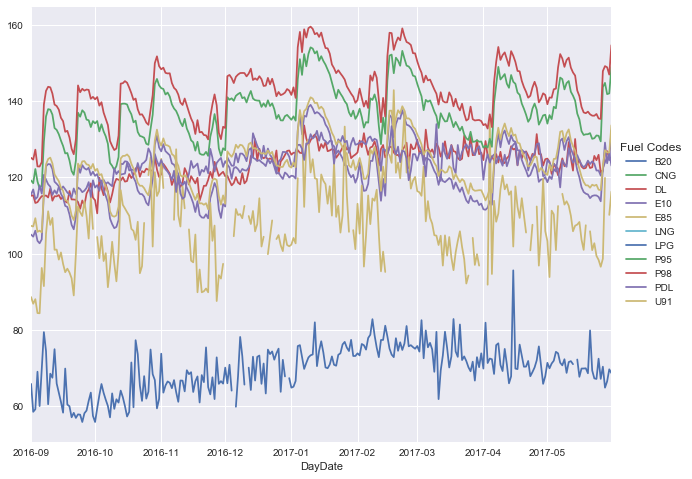 160
140
120
100
80
60
2016-09
2016-10
2016-11
2016-12
2017-01
2017-02
2017-03
2017-04
2017-05
DayDate
Fuel Codes
B20
CNG
DL
E10
E85
LNG
LPG
P95
P98
PDL
U91